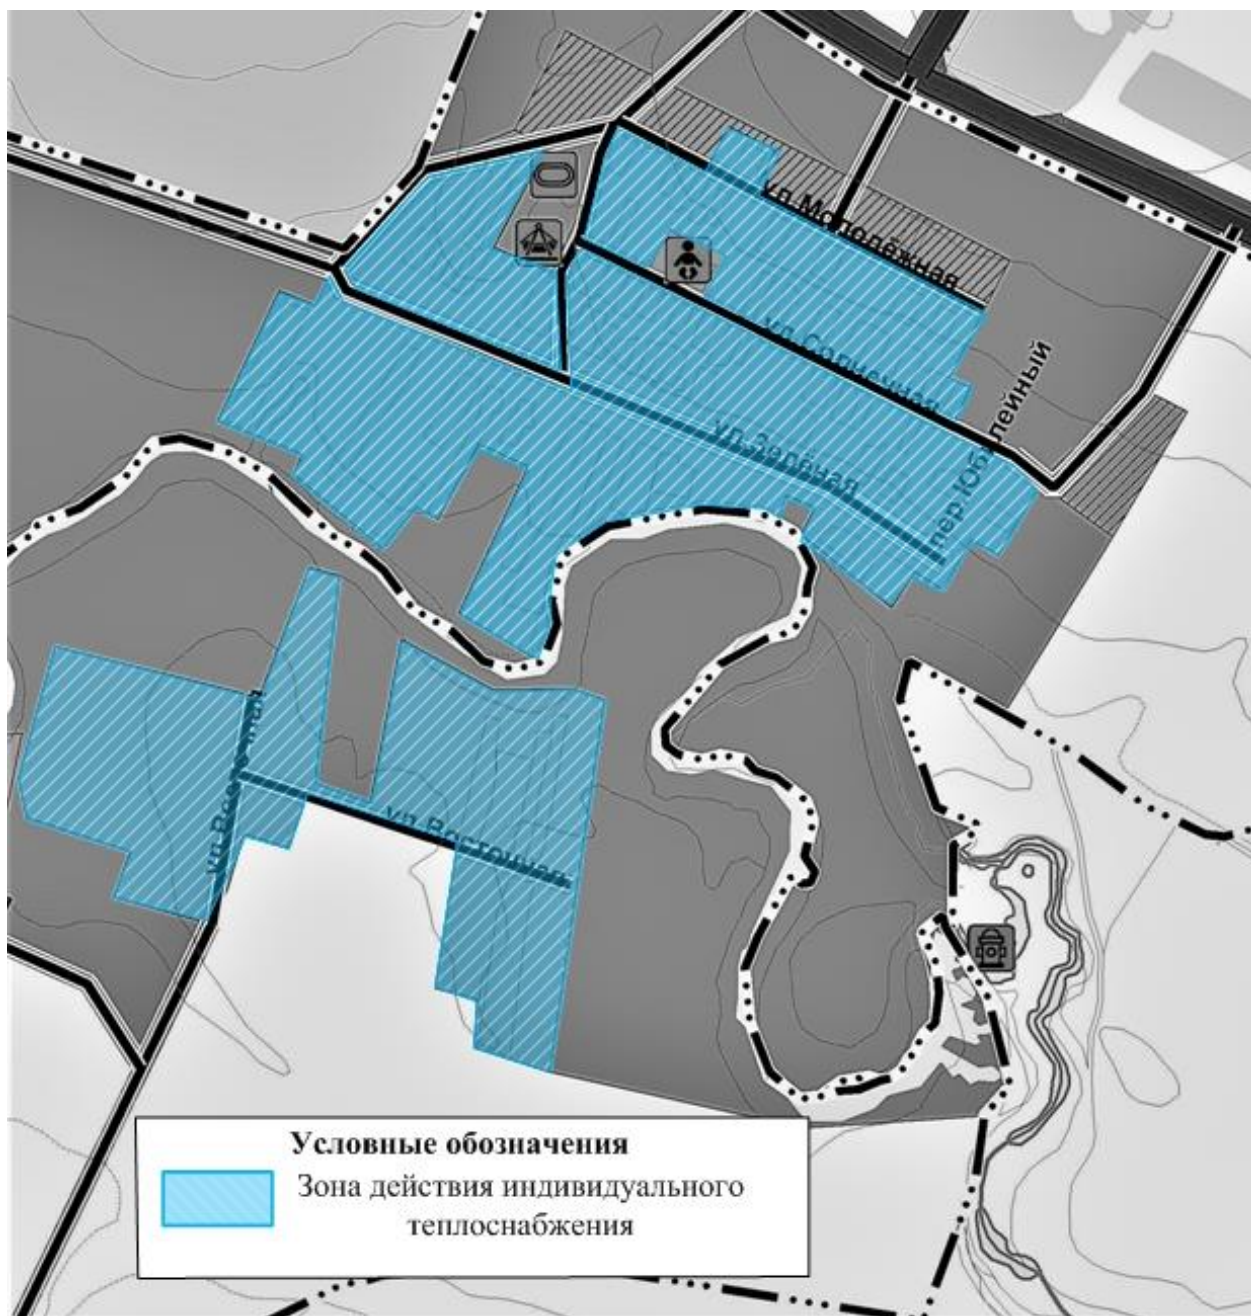 ул.Молодёжная
ул.Солнечная
ул.Зелёная
пер.Юбилейный
ул.Восточная
ул.Восточная
Условные обозначения
Зона действия индивидуального
теплоснабжения